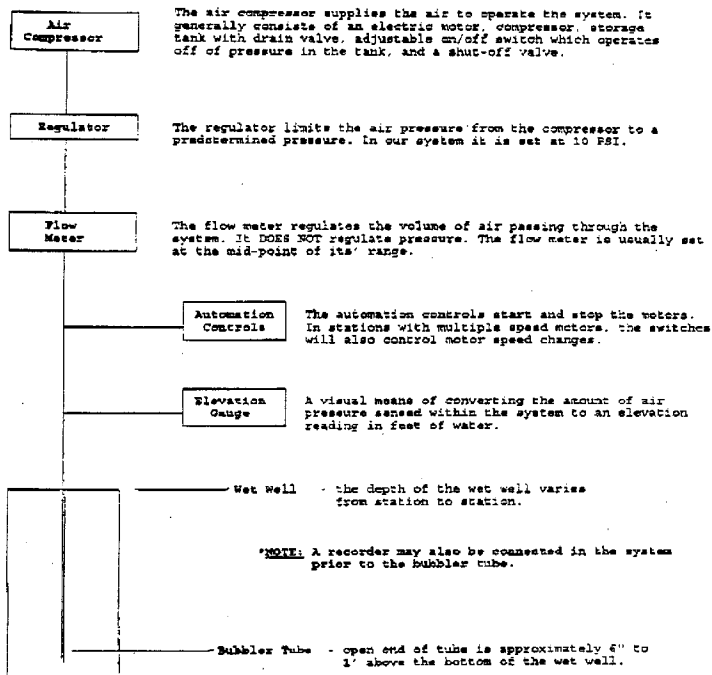 Air
Compressor
The air compressor supplies the air to operate the system. It
generally consists of an electric motor, compressor, storage
tank with drain valve, adjustable on/off switch which operates
off of pressure in the tank, and a shut-off valve.
Regulator
The regulator limits the air pressure from the compressor to a
predetermined pressure. In our system it is set at 10 PSI.
Flow
Meter
The flow meter regulates the volume of air passing through the
system. It DOES NOT regulate pressure. The flow meter is usually set
at the mid-point of its' range.
Automation
Controls
The automation controls start and stop the motors.
In stations with multiple speed motors, the switches
will also control motor speed changes.
Elevation
Gauge
A visual means of converting the amount of air
pressure sensed within the system to an elevation
reading in feet of water.
Wet Well - the depth of the wet well varies
from station to station.
*NOTE: A recorder may also be connected in the system
prior to the bubbler tube.
Bubbler Tube - open end of tube is approximately 6" to
1' above the bottom of the wet well.